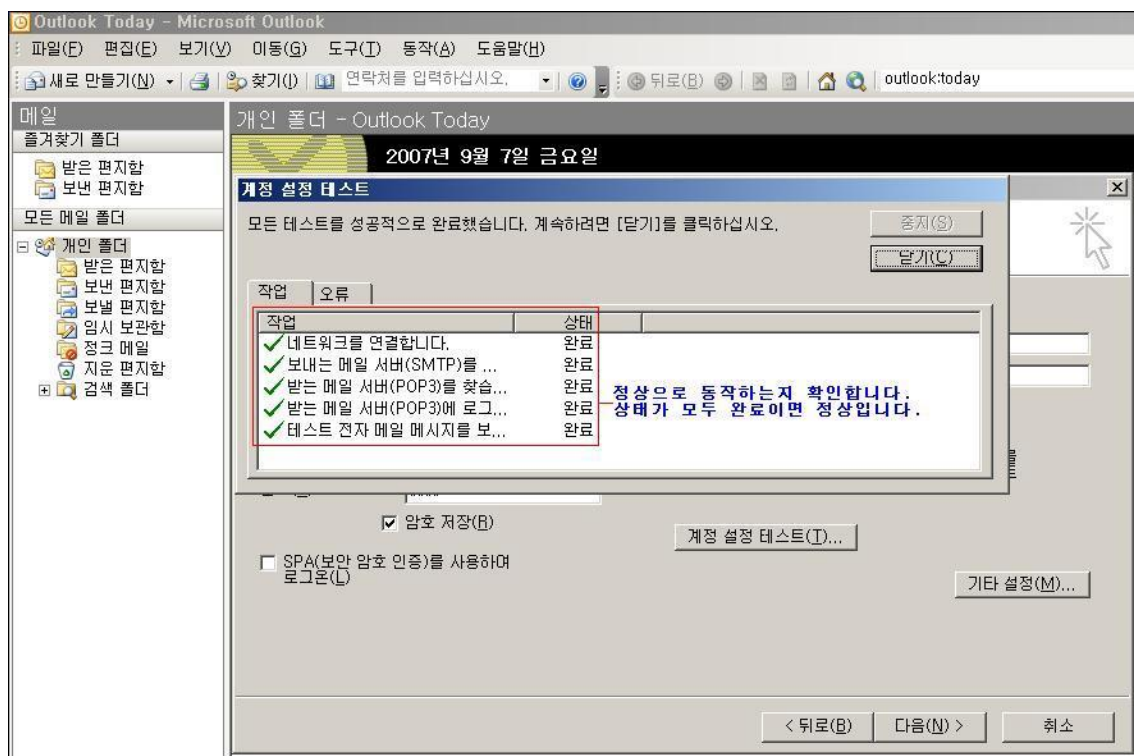 Outlook Today - Microsoft Outlook
파일(F) 편집(E) 보기(V) 이동(G) 도구(T) 동작(A) 도움말(H)
새로 만들기(N) 찾기(I) 연락처를 입력하십시오. 뒤로(B) outlook:today
메일
즐겨찾기 폴더
받은 편지함
보낸 편지함
모든 메일 폴더
개인 폴더
받은 편지함
보낸 편지함
보낼 편지함
임시 보관함
정크 메일
지운 편지함
검색 폴더
개인 폴더 - Outlook Today
2007년 9월 7일 금요일
계정 설정 테스트
모든 테스트를 성공적으로 완료했습니다. 계속하려면 [닫기]를 클릭하십시오.
중지(S)
닫기(C)
작업 오류
작업 상태
네트워크를 연결합니다. 완료
보내는 메일 서버(SMTP)를 ... 완료
받는 메일 서버(POP3)를 찾습... 완료
받는 메일 서버(POP3)에 로그... 완료
테스트 전자 메일 메시지를 보... 완료
정상으로 동작하는지 확인합니다.
상태가 모두 완료이면 정상입니다.
암호 저장(R)
계정 설정 테스트(T)...
SPA(보안 암호 인증)를 사용하여
로그온(L)
기타 설정(M)...
< 뒤로(B) 다음(N) > 취소